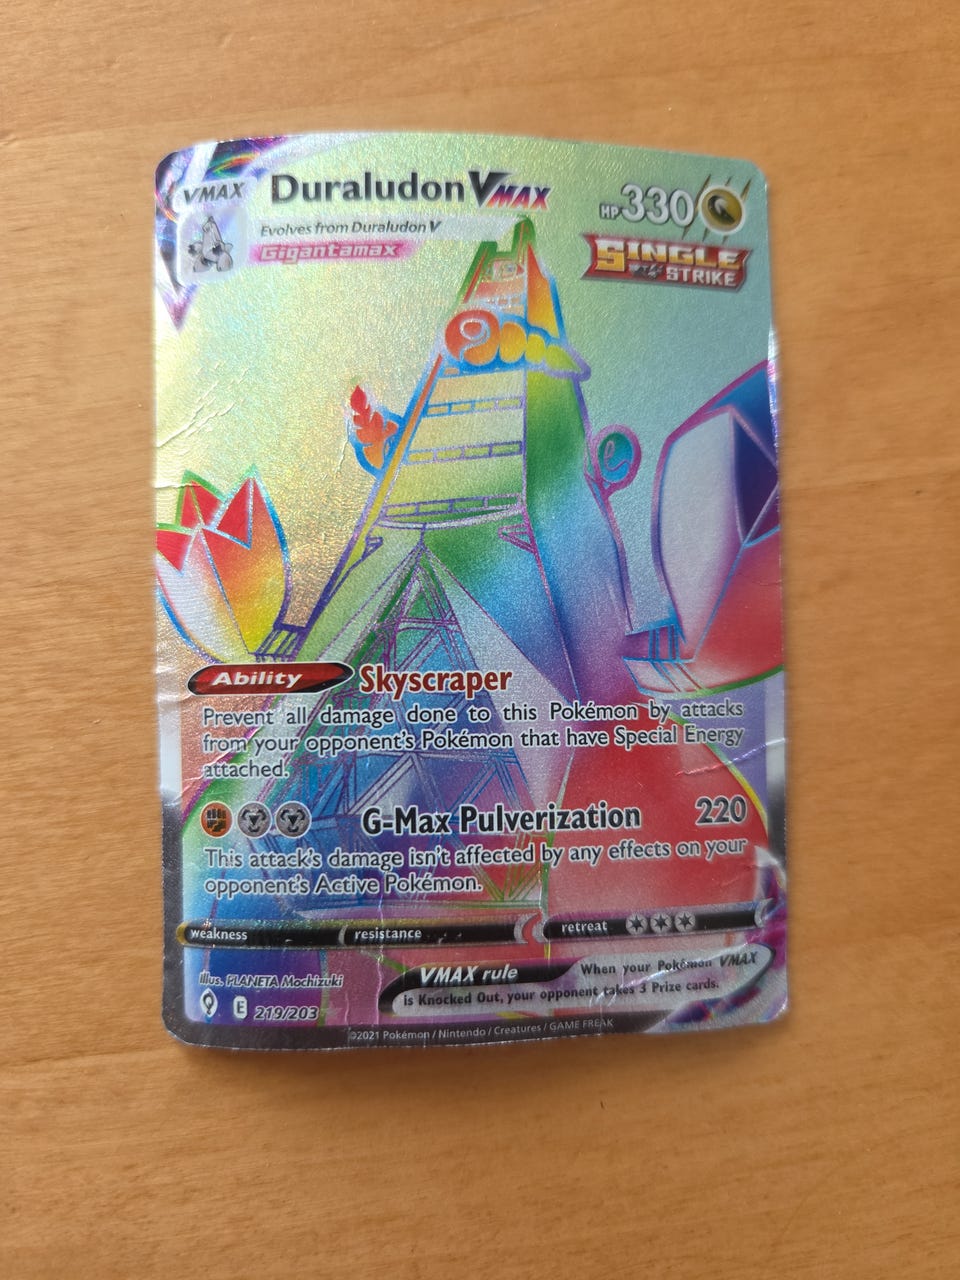 VMAX
Duraludon VMAX
HP 330
Evolves from Duraludon V
Gigantamax
SINGLE
STRIKE
Ability Skyscraper
Prevent all damage done to this Pokémon by attacks
from your opponent's Pokémon that have Special Energy
attached.
G-Max Pulverization 220
This attack's damage isn't affected by any effects on your
opponent's Active Pokémon.
weakness resistance retreat
Illus. PLANETA Mochizuki
VMAX rule When your Pokémon VMAX
is Knocked Out, your opponent takes 3 Prize cards.
E 219/203
©2021 Pokémon / Nintendo / Creatures / GAME FREAK